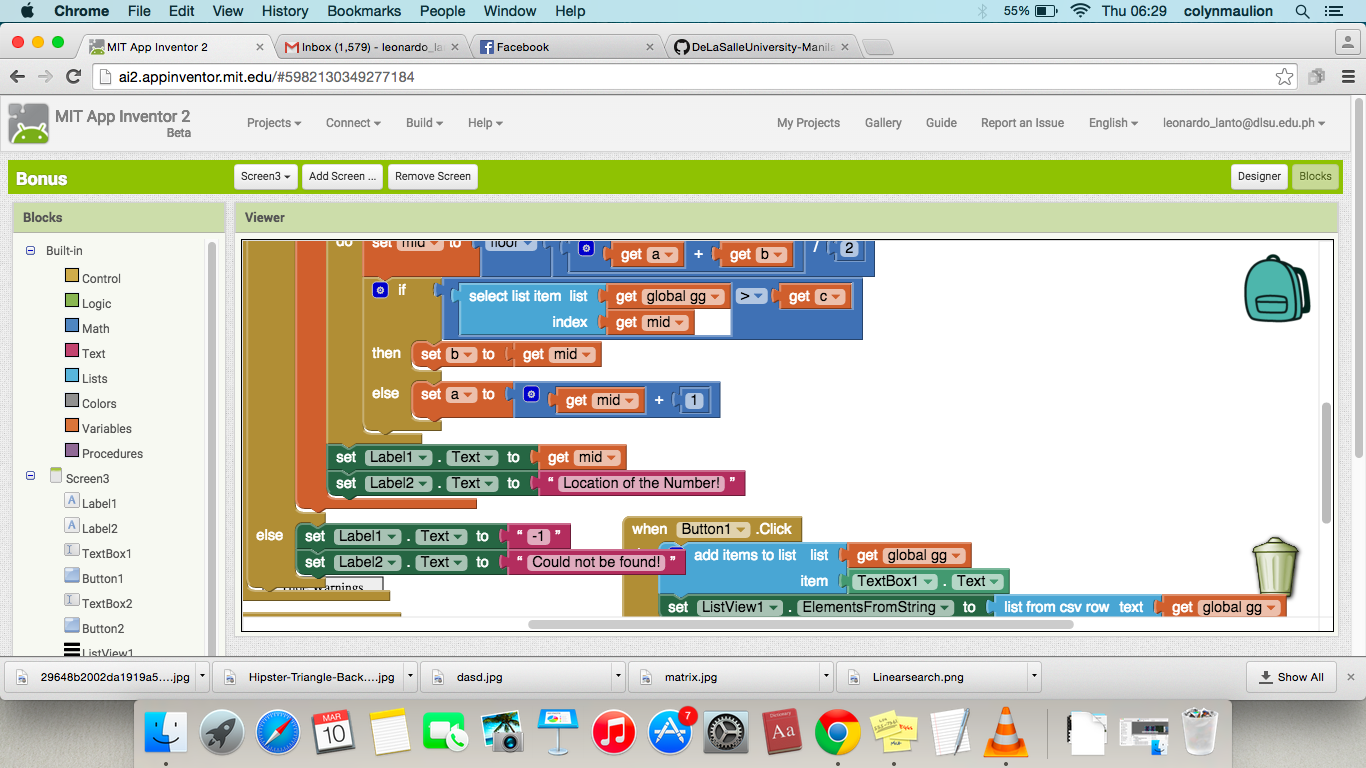 Chrome File Edit View History Bookmarks People Window Help 55% Thu 06:29 colynmaulion
MIT App Inventor 2 Inbox (1,579) - leonardo_la Facebook DeLaSalleUniversity-Manila
ai2.appinventor.mit.edu/#5982130349277184
MIT App Inventor 2
Beta
Projects Connect Build Help My Projects Gallery Guide Report an Issue English leonardo_lanto@dlsu.edu.ph
Bonus Screen3 Add Screen ... Remove Screen Designer Blocks
Blocks
Built-in
Control
Logic
Math
Text
Lists
Colors
Variables
Procedures
Screen3
Label1
Label2
TextBox1
Button1
TextBox2
Button2
ListView1
Viewer
do set mid to floor get a + get b / 2
if select list item list get global gg > get c
index get mid
then set b to get mid
else set a to get mid + 1
set Label1 . Text to get mid
set Label2 . Text to “ Location of the Number! ”
else set Label1 . Text to “ -1 ”
set Label2 . Text to “ Could not be found! ”
Warnings
when Button1 .Click
add items to list list get global gg
item TextBox1 . Text
set ListView1 . ElementsFromString to list from csv row text get global gg
29648b2002da1919a5....jpg Hipster-Triangle-Back....jpg dasd.jpg matrix.jpg Linearsearch.png Show All
MAR
10
7
Aa